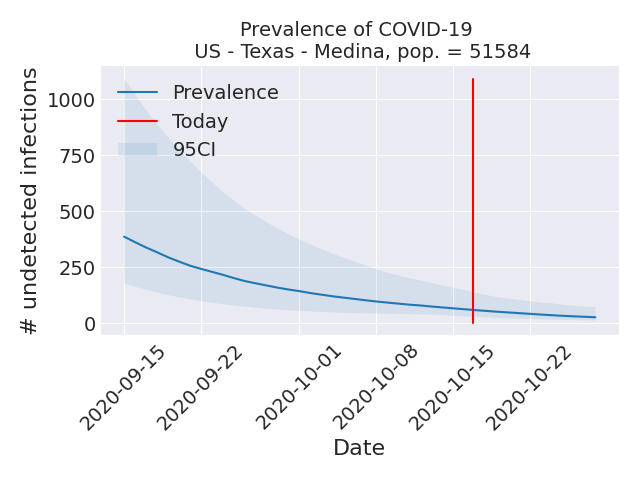 Prevalence of COVID-19
US - Texas - Medina, pop. = 51584
# undetected infections
1000
750
500
250
0
Prevalence
Today
95CI
2020-09-15
2020-09-22
2020-10-01
2020-10-08
2020-10-15
2020-10-22
Date